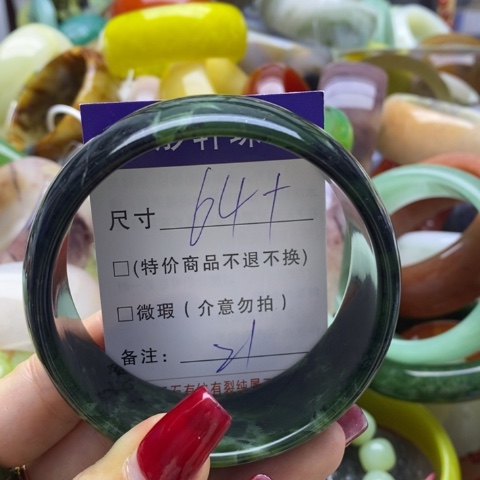 尺寸 64+
□(特价商品不退不换)
□微瑕(介意勿拍)
备注: 21